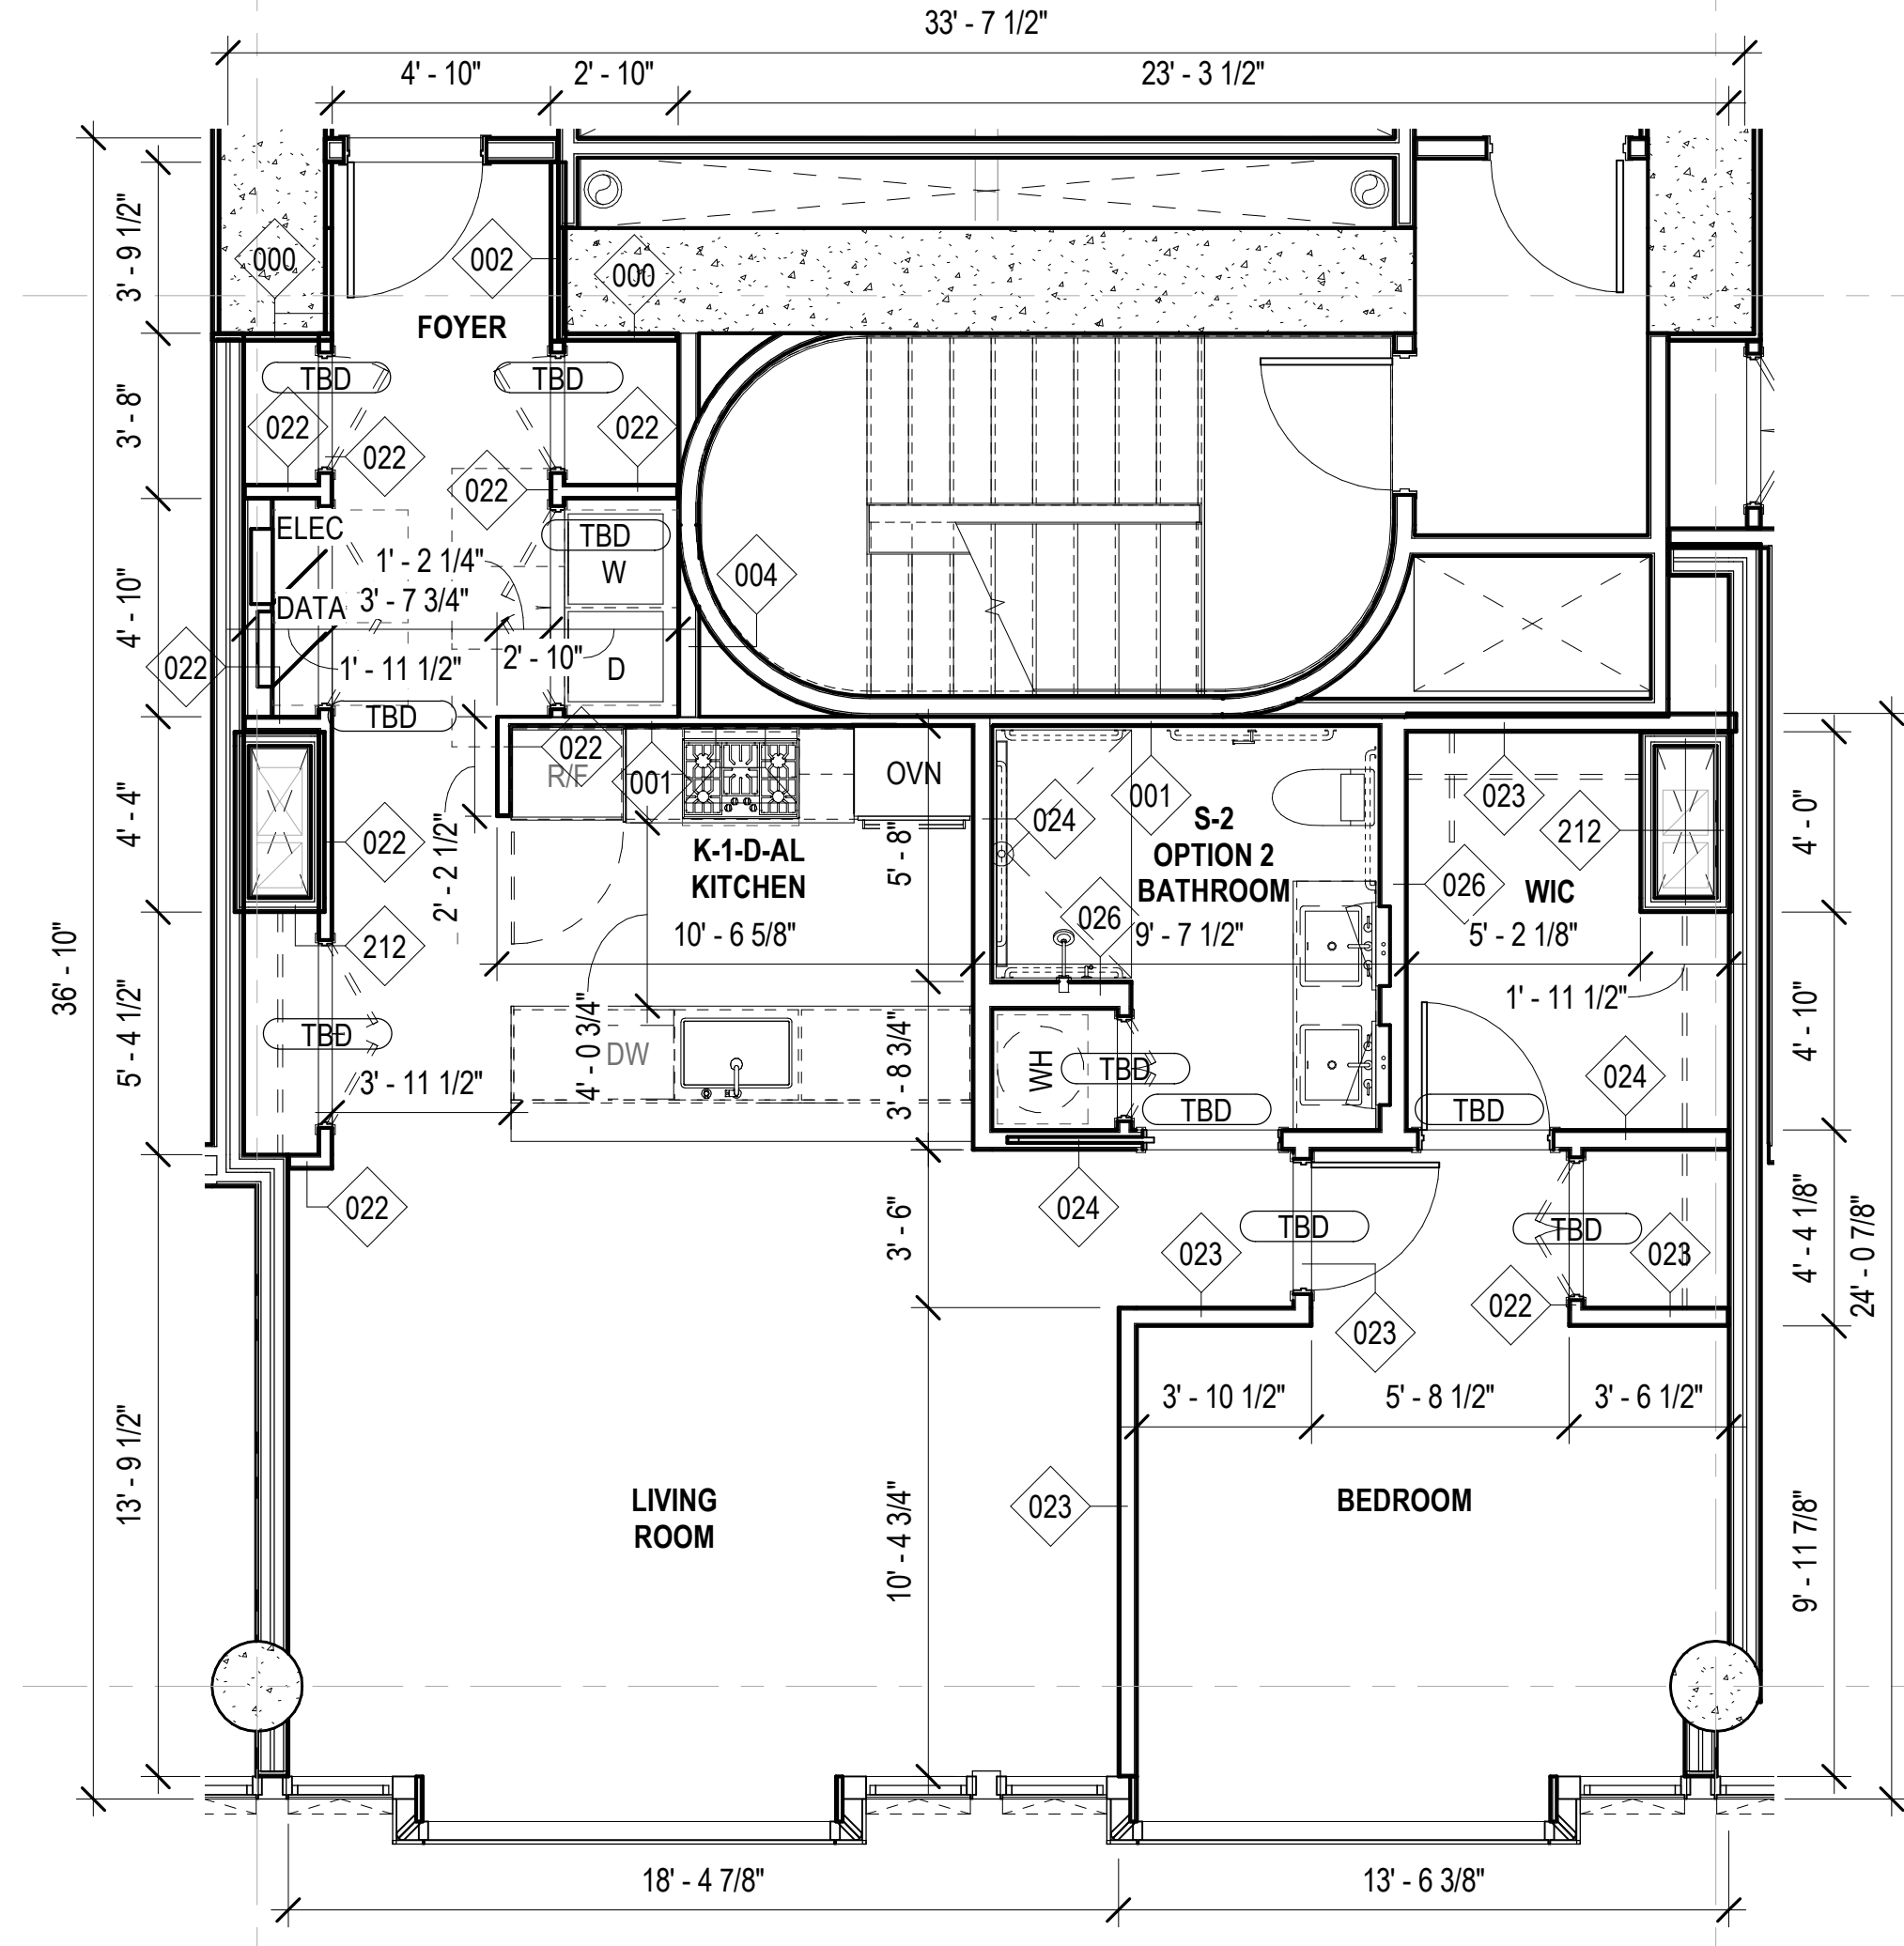 33' - 7 1/2"
4' - 10"
2' - 10"
23' - 3 1/2"
3' - 9 1/2"
000
002
000
FOYER
TBD
TBD
3' - 8"
022
022
022
022
ELEC
TBD
1' - 2 1/4"
W
004
DATA
3' - 7 3/4"
4' - 10"
022
1' - 11 1/2"
2' - 10"
D
TBD
022
R/F
001
OVN
001
024
023
212
S-2
OPTION 2
BATHROOM
4' - 4"
022
2' - 2 1/2"
K-1-D-AL
KITCHEN
5' - 8"
4' - 0"
026
WIC
026
212
10' - 6 5/8"
9' - 7 1/2"
5' - 2 1/8"
36' - 10"
1' - 11 1/2"
5' - 4 1/2"
TBD
4' - 0 3/4"
DW
3' - 8 3/4"
WH
TBD
4' - 10"
024
3' - 11 1/2"
TBD
TBD
022
024
3' - 6"
023
TBD
TBD
023
4' - 4 1/8"
24' - 0 7/8"
022
023
3' - 10 1/2"
5' - 8 1/2"
3' - 6 1/2"
13' - 9 1/2"
LIVING
ROOM
10' - 4 3/4"
023
BEDROOM
9' - 11 7/8"
18' - 4 7/8"
13' - 6 3/8"